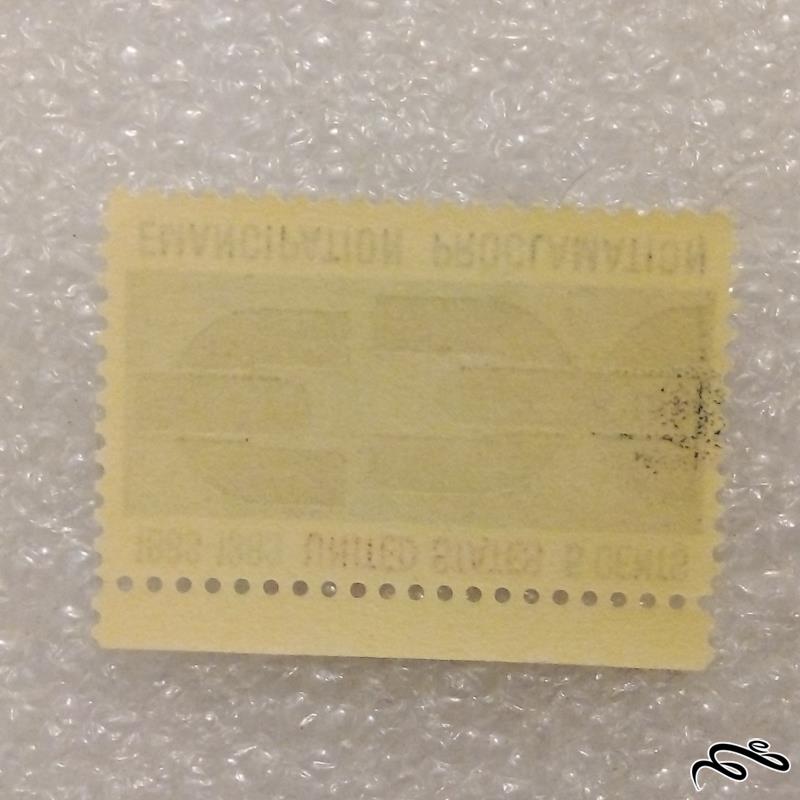 EMANCIPATION PROCLAMATION
1863-1963 UNITED STATES 5 CENTS